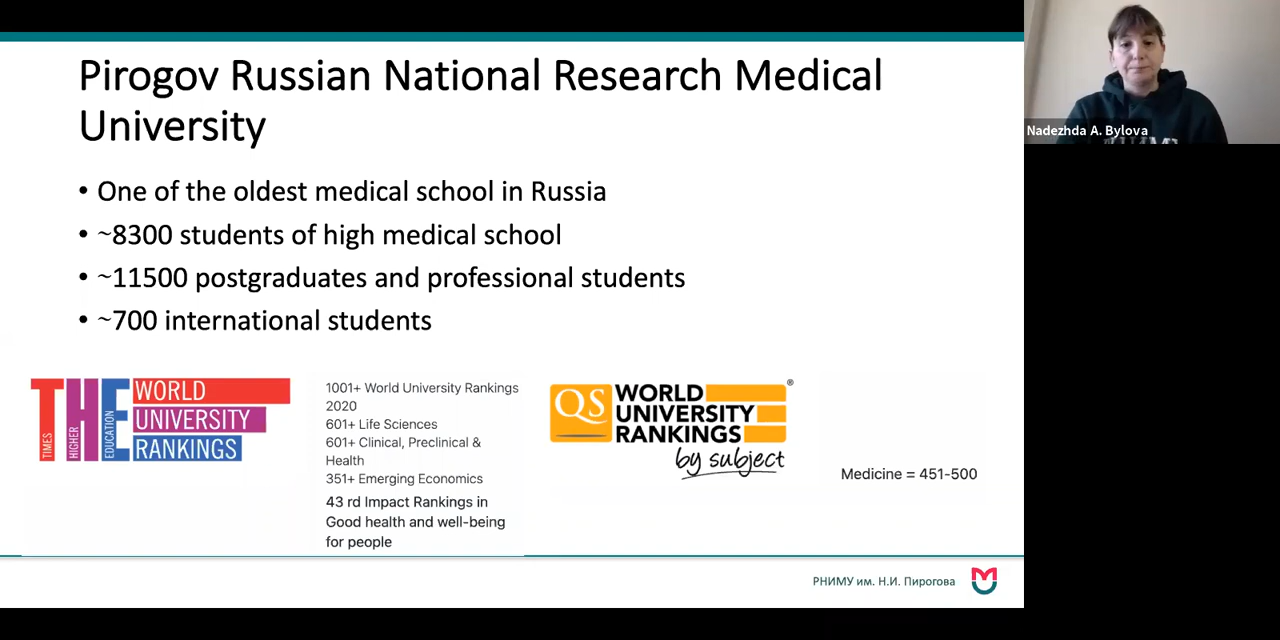 Pirogov Russian National Research Medical
University
• One of the oldest medical school in Russia
• ~8300 students of high medical school
• ~11500 postgraduates and professional students
• ~700 international students
THE
TIMES
HIGHER
EDUCATION
WORLD
UNIVERSITY
RANKINGS
1001+ World University Rankings
2020
601+ Life Sciences
601+ Clinical, Preclinical &
Health
351+ Emerging Economics
43 rd Impact Rankings in
Good health and well-being
for people
QS
WORLD
UNIVERSITY
RANKINGS
®
by subject
Medicine = 451-500
РНИМУ им. Н.И. Пирогова
Nadezhda A. Bylova